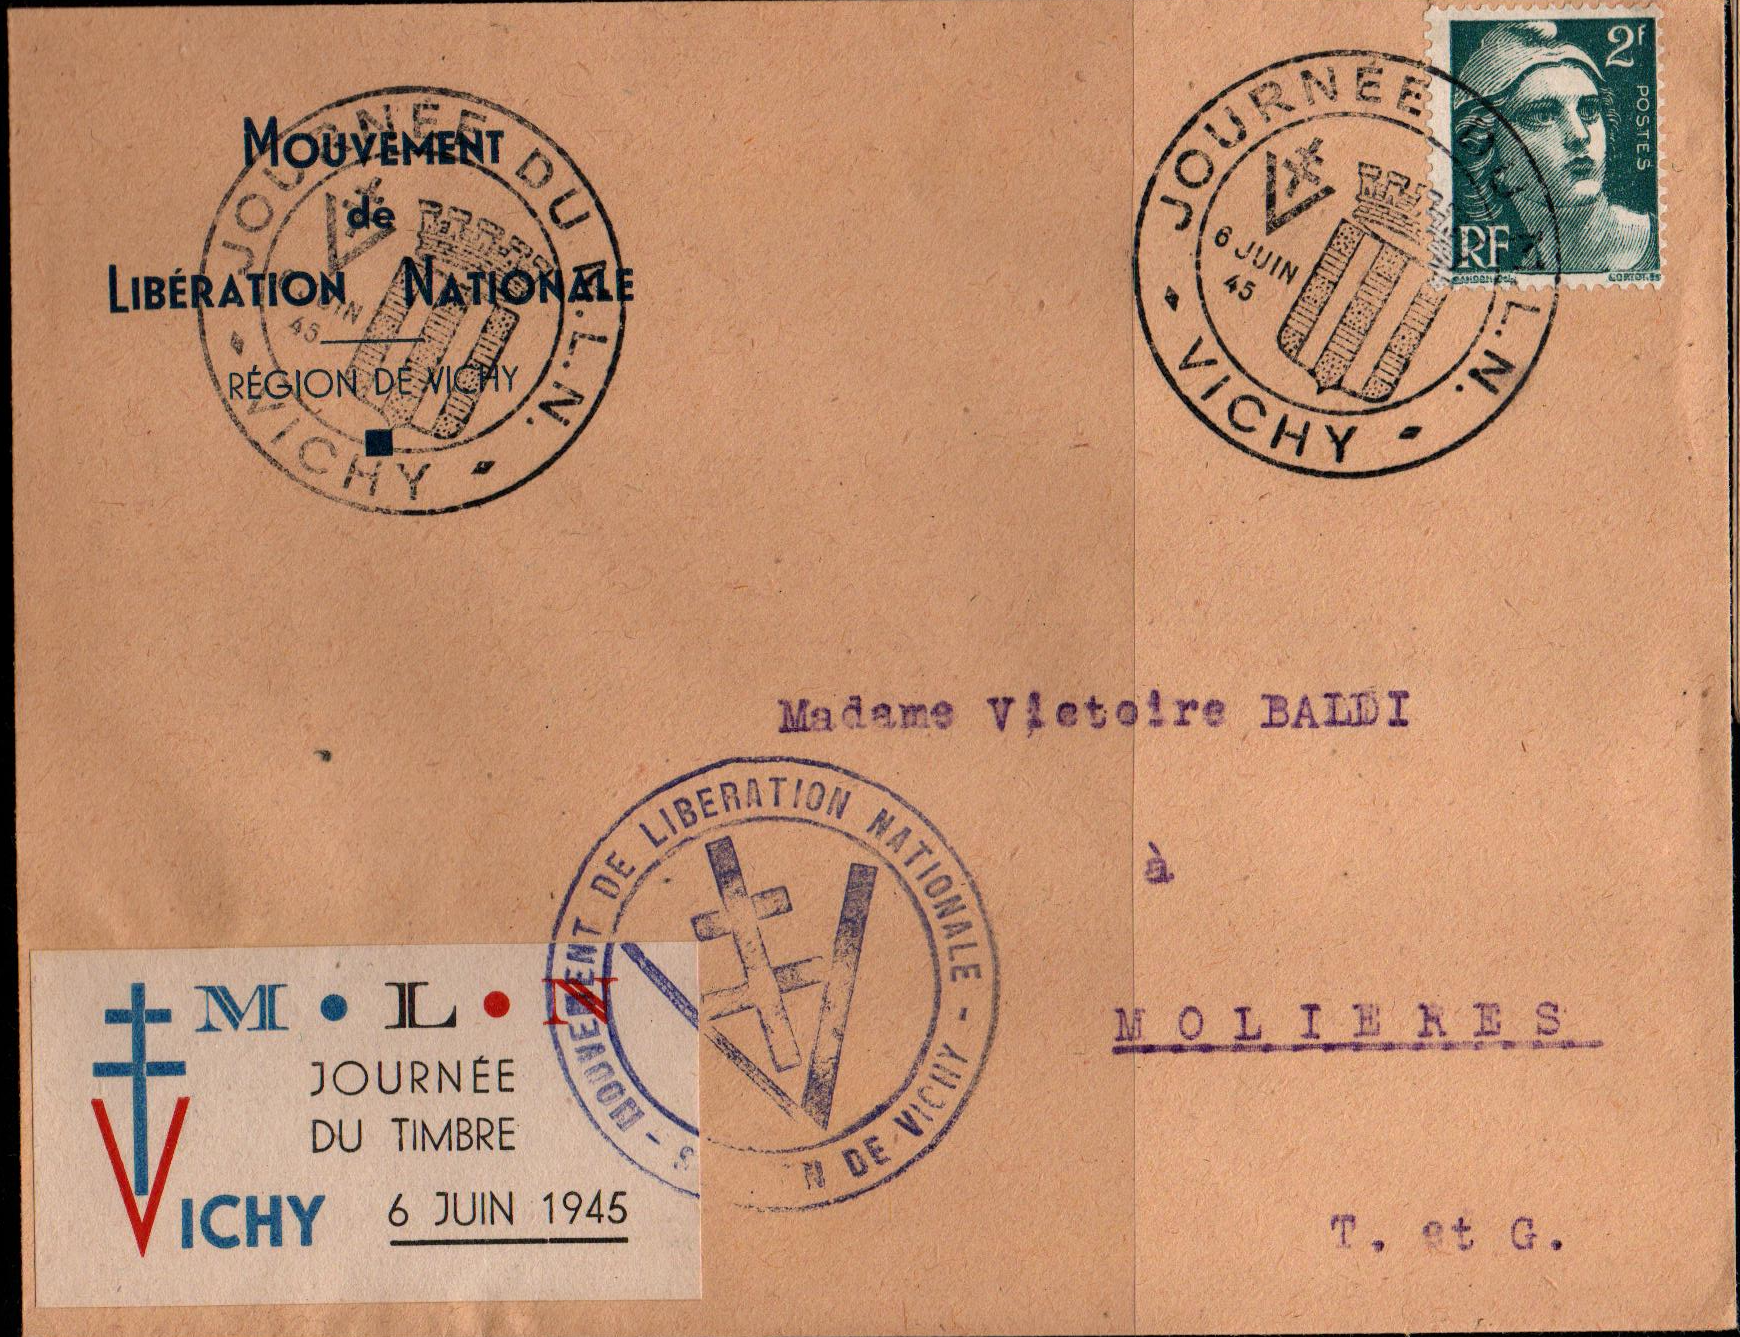 MOUVEMENT
de
LIBÉRATION NATIONALE
RÉGION DE VICHY
JOURNÉE DU M.L.N.
6 JUIN
45
VICHY
JOURNÉE DU M.L.N.
6 JUIN
45
VICHY
2F
POSTES
RF
GANDON
CORTOT
Madame Victoire BALDI
à
MOLIERES
T. et G.
MOUVEMENT DE LIBERATION NATIONALE -
DE VICHY -
M • L • N
JOURNÉE
DU TIMBRE
VICHY 6 JUIN 1945